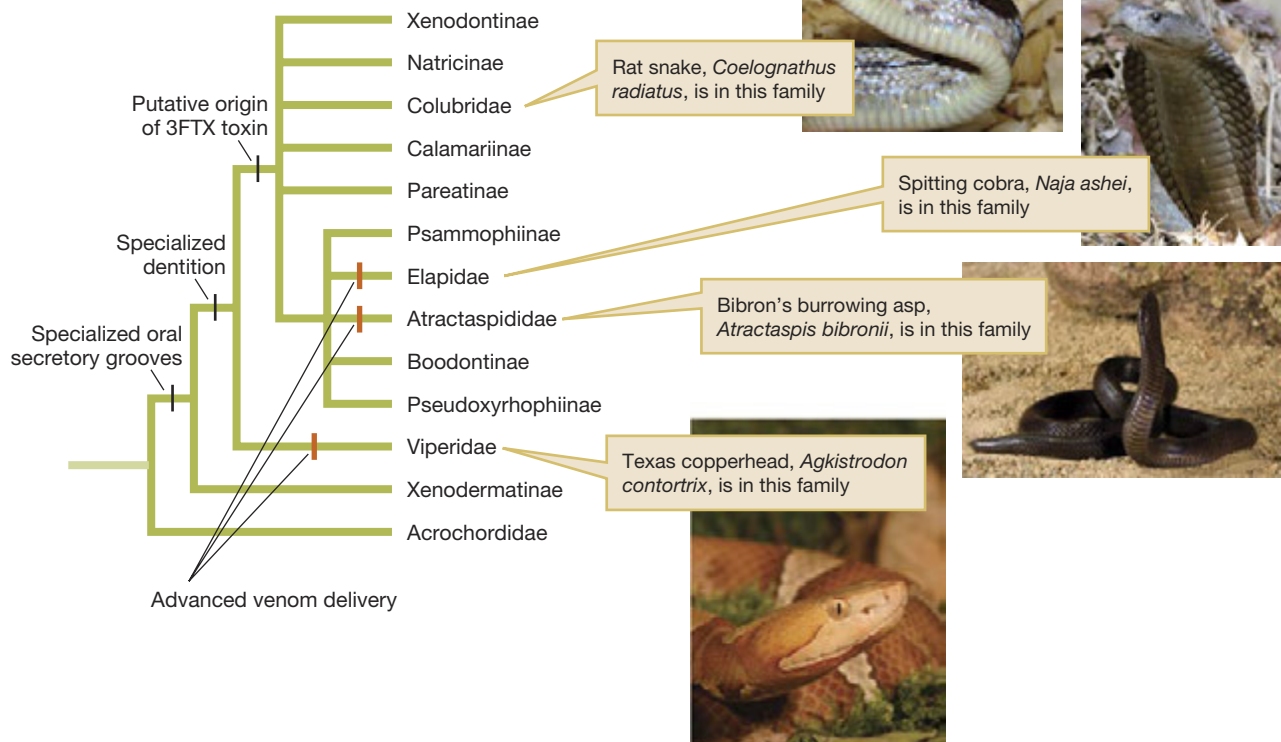 Xenodontinae
Natricinae
Colubridae
Calamariinae
Pareatinae
Psammophiinae
Elapidae
Atractaspididae
Boodontinae
Pseudoxyrhophiinae
Viperidae
Xenodermatinae
Acrochordidae
Putative origin
of 3FTX toxin
Specialized
dentition
Specialized oral
secretory grooves
Advanced venom delivery
Rat snake, Coelognathus
radiatus, is in this family
Spitting cobra, Naja ashei,
is in this family
Bibron’s burrowing asp,
Atractaspis bibronii, is in this family
Texas copperhead, Agkistrodon
contortrix, is in this family